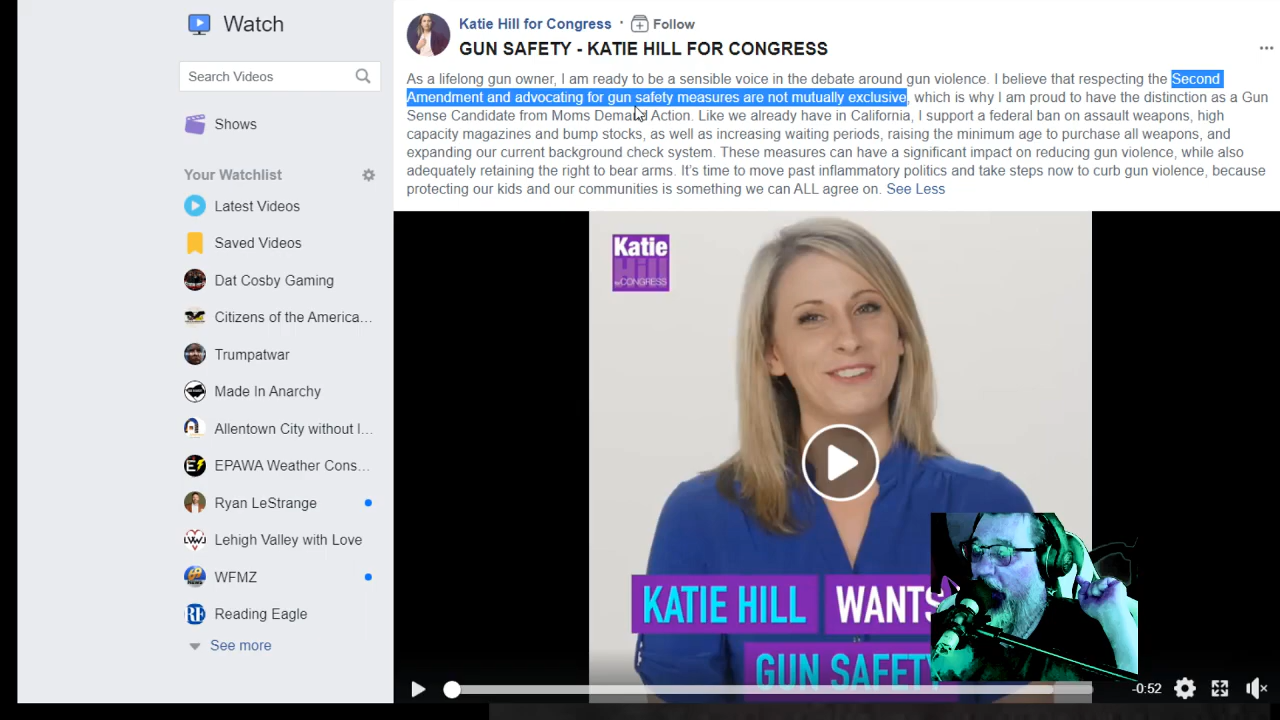 Watch
Search Videos
Shows
Your Watchlist
Latest Videos
Saved Videos
Dat Cosby Gaming
Citizens of the America...
Trumpatwar
Made In Anarchy
Allentown City without l...
EPAWA Weather Cons...
Ryan LeStrange
Lehigh Valley with Love
WFMZ
Reading Eagle
See more
Katie Hill for Congress · Follow
GUN SAFETY - KATIE HILL FOR CONGRESS
As a lifelong gun owner, I am ready to be a sensible voice in the debate around gun violence. I believe that respecting the Second
Amendment and advocating for gun safety measures are not mutually exclusive, which is why I am proud to have the distinction as a Gun
Sense Candidate from Moms Demand Action. Like we already have in California, I support a federal ban on assault weapons, high
capacity magazines and bump stocks, as well as increasing waiting periods, raising the minimum age to purchase all weapons, and
expanding our current background check system. These measures can have a significant impact on reducing gun violence, while also
adequately retaining the right to bear arms. It's time to move past inflammatory politics and take steps now to curb gun violence, because
protecting our kids and our communities is something we can ALL agree on. See Less
Katie
Hill
for CONGRESS
KATIE HILL WANTS
GUN SAFETY
-0:52